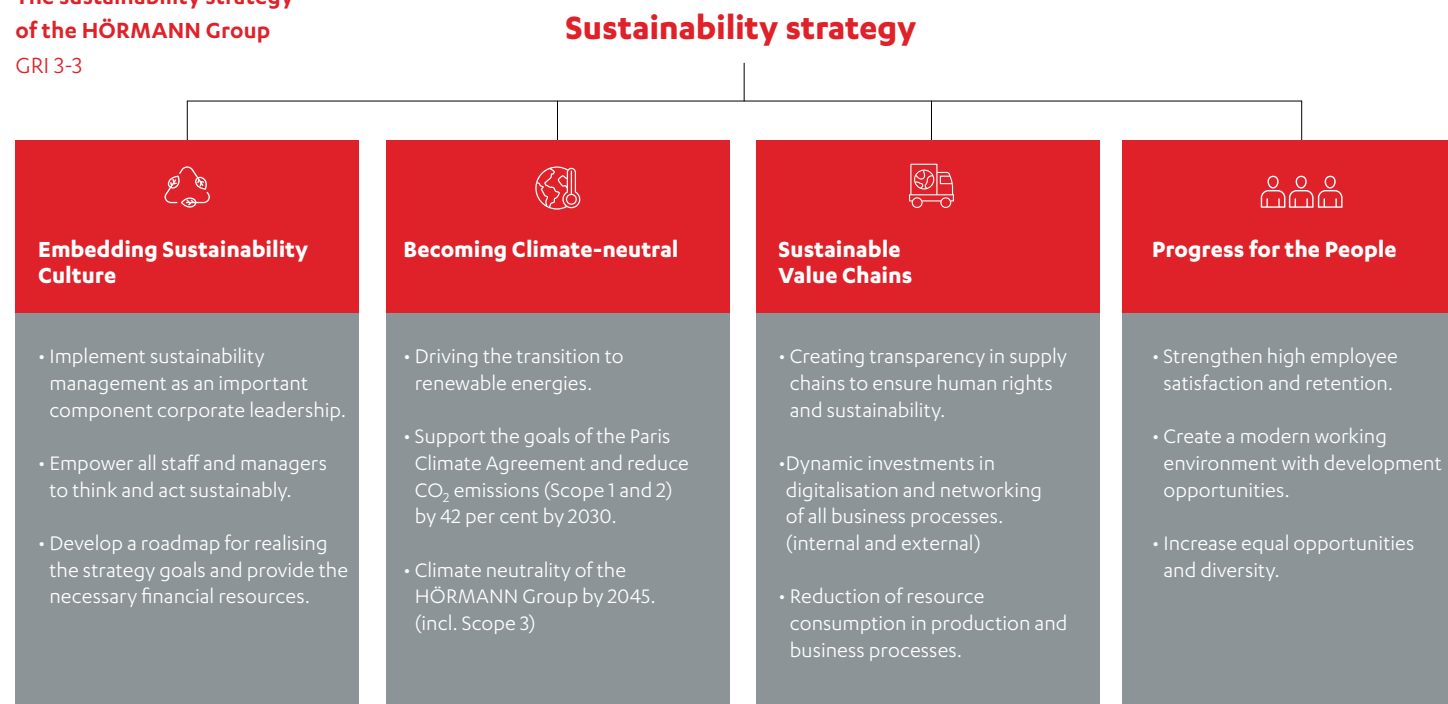 The sustainability strategy
of the HÖRMANN Group
GRI 3-3
Sustainability strategy
Embedding Sustainability
Culture
• Implement sustainability
management as an important
component corporate leadership.
• Empower all staff and managers
to think and act sustainably.
• Develop a roadmap for realising
the strategy goals and provide the
necessary financial resources.
Becoming Climate-neutral
• Driving the transition to
renewable energies.
• Support the goals of the Paris
Climate Agreement and reduce
CO₂ emissions (Scope 1 and 2)
by 42 per cent by 2030.
• Climate neutrality of the
HÖRMANN Group by 2045.
(incl. Scope 3)
Sustainable
Value Chains
• Creating transparency in supply
chains to ensure human rights
and sustainability.
•Dynamic investments in
digitalisation and networking
of all business processes.
(internal and external)
• Reduction of resource
consumption in production and
business processes.
Progress for the People
• Strengthen high employee
satisfaction and retention.
• Create a modern working
environment with development
opportunities.
• Increase equal opportunities
and diversity.